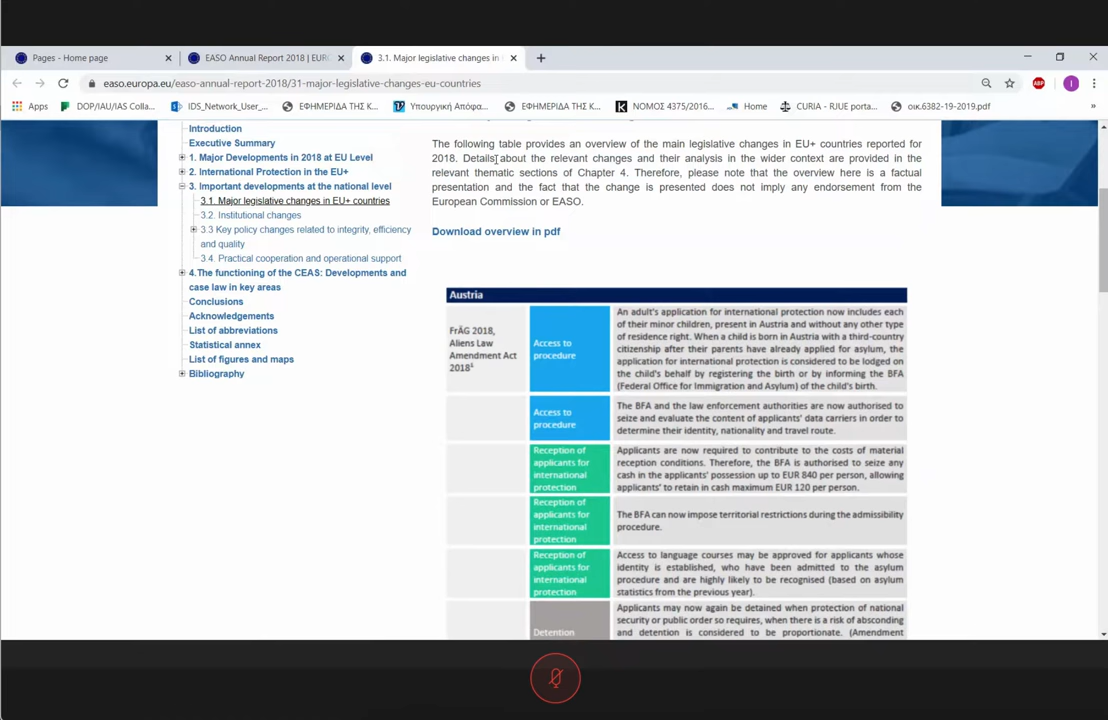 Pages - Home page
EASO Annual Report 2018 | EURO
3.1. Major legislative changes in
easo.europa.eu/easo-annual-report-2018/31-major-legislative-changes-eu-countries
ABP
I
Apps
DOP/IAU/IAS Colla...
IDS_Network_User_...
ΕΦΗΜΕΡΙΔΑ ΤΗΣ Κ...
Υπουργική Απόφα...
ΕΦΗΜΕΡΙΔΑ ΤΗΣ Κ...
ΝΟΜΟΣ 4375/2016...
Home
CURIA - RJUE porta...
οικ.6382-19-2019.pdf
»
Introduction
Executive Summary
1. Major Developments in 2018 at EU Level
2. International Protection in the EU+
3. Important developments at the national level
3.1. Major legislative changes in EU+ countries
3.2. Institutional changes
3.3 Key policy changes related to integrity, efficiency
and quality
3.4. Practical cooperation and operational support
4.The functioning of the CEAS: Developments and
case law in key areas
Conclusions
Acknowledgements
List of abbreviations
Statistical annex
List of figures and maps
Bibliography
The following table provides an overview of the main legislative changes in EU+ countries reported for
2018. Details about the relevant changes and their analysis in the wider context are provided in the
relevant thematic sections of Chapter 4. Therefore, please note that the overview here is a factual
presentation and the fact that the change is presented does not imply any endorsement from the
European Commission or EASO.
Download overview in pdf
Austria
FrÄG 2018,
Aliens Law
Amendment Act
2018¹
Access to
procedure
An adult's application for international protection now includes each
of their minor children, present in Austria and without any other type
of residence right. When a child is born in Austria with a third-country
citizenship after their parents have already applied for asylum, the
application for international protection is considered to be lodged on
the child's behalf by registering the birth or by informing the BFA
(Federal Office for Immigration and Asylum) of the child's birth.
Access to
procedure
The BFA and the law enforcement authorities are now authorised to
seize and evaluate the content of applicants' data carriers in order to
determine their identity, nationality and travel route.
Reception of
applicants for
international
protection
Applicants are now required to contribute to the costs of material
reception conditions. Therefore, the BFA is authorised to seize any
cash in the applicants' possession up to EUR 840 per person, allowing
applicants' to retain in cash maximum EUR 120 per person.
Reception of
applicants for
international
protection
The BFA can now impose territorial restrictions during the admissibility
procedure.
Reception of
applicants for
international
protection
Access to language courses may be approved for applicants whose
identity is established, who have been admitted to the asylum
procedure and are highly likely to be recognised (based on asylum
statistics from the previous year).
Detention
Applicants may now again be detained when protection of national
security or public order so requires, when there is a risk of absconding
and detention is considered to be proportionate. (Amendment